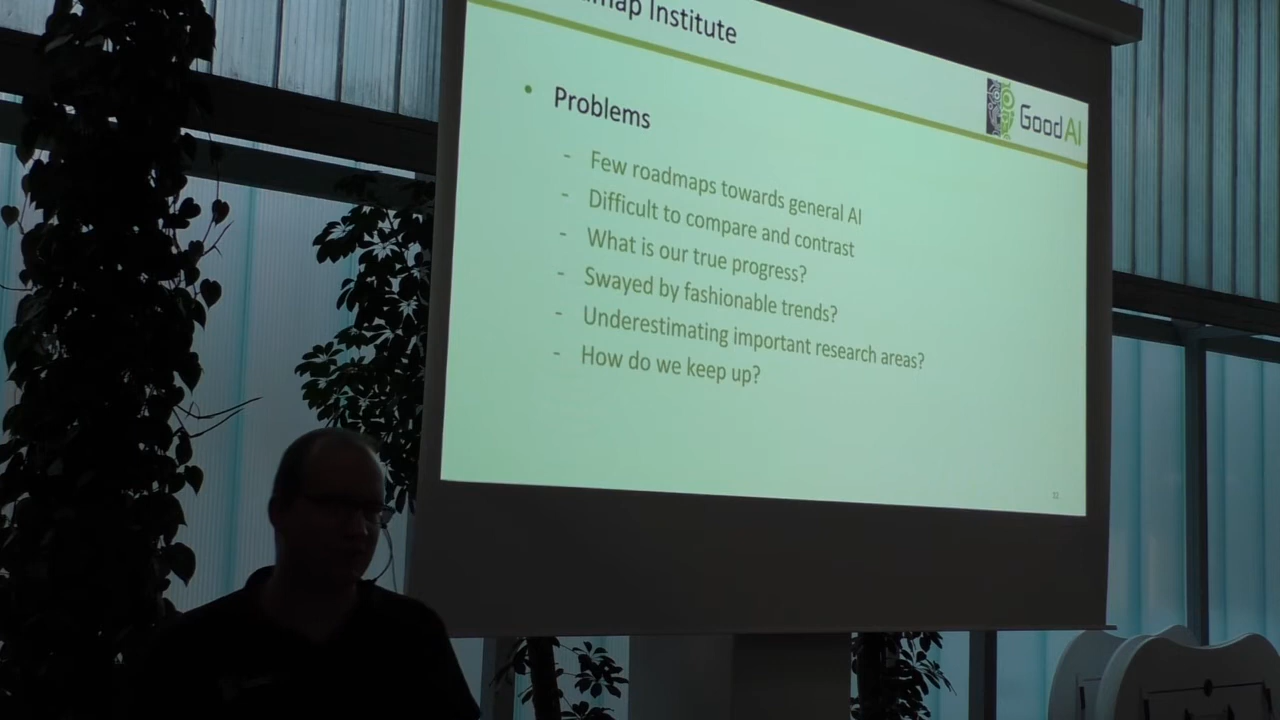 Institute
GoodAI
• Problems
- Few roadmaps towards general AI
- Difficult to compare and contrast
- What is our true progress?
- Swayed by fashionable trends?
- Underestimating important research areas?
- How do we keep up?